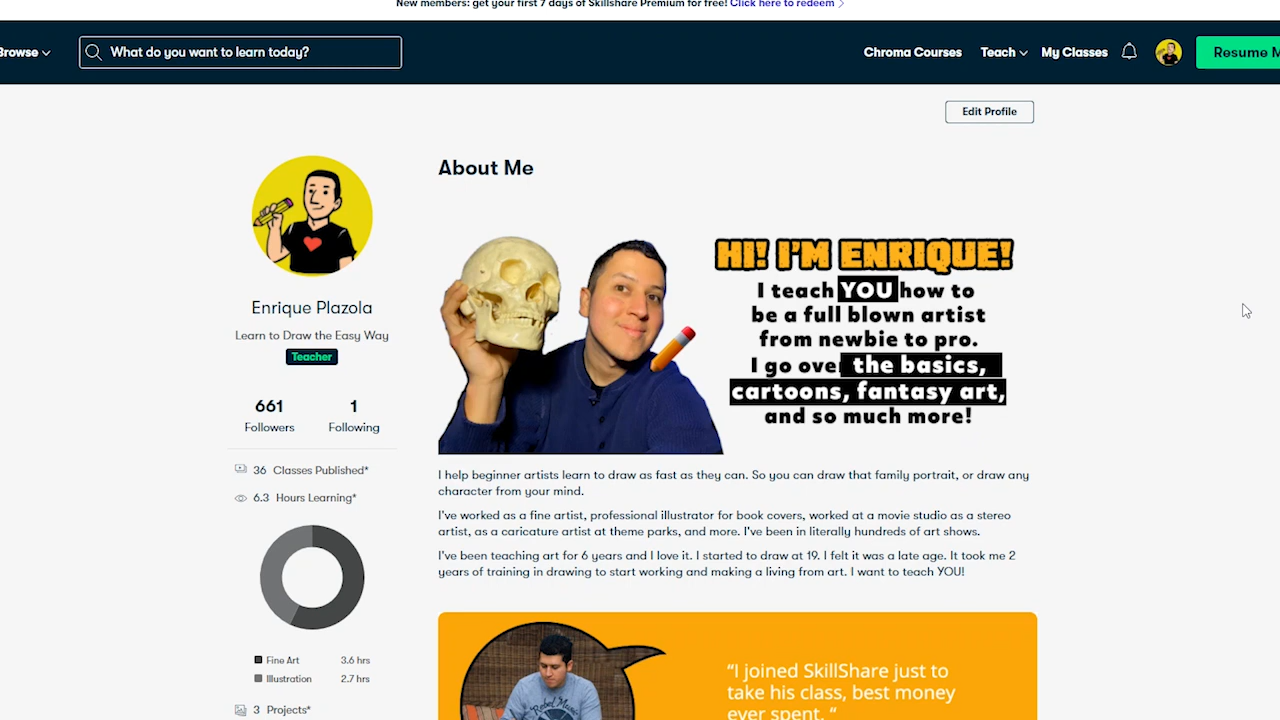 New members: get your first 7 days of Skillshare Premium for free! Click here to redeem
Browse
What do you want to learn today?
Chroma Courses
Teach
My Classes
Resume M
Edit Profile
About Me
HI! I'M ENRIQUE!
I teach YOU how to
be a full blown artist
from newbie to pro.
I go over the basics,
cartoons, fantasy art,
and so much more!
Enrique Plazola
Learn to Draw the Easy Way
Teacher
661
Followers
1
Following
36 Classes Published*
6.3 Hours Learning*
Fine Art 3.6 hrs
Illustration 2.7 hrs
3 Projects*
I help beginner artists learn to draw as fast as they can. So you can draw that family portrait, or draw any
character from your mind.
I've worked as a fine artist, professional illustrator for book covers, worked at a movie studio as a stereo
artist, as a caricature artist at theme parks, and more. I've been in literally hundreds of art shows.
I've been teaching art for 6 years and I love it. I started to draw at 19. I felt it was a late age. It took me 2
years of training in drawing to start working and making a living from art. I want to teach YOU!
"I joined SkillShare just to
take his class, best money
ever spent. "